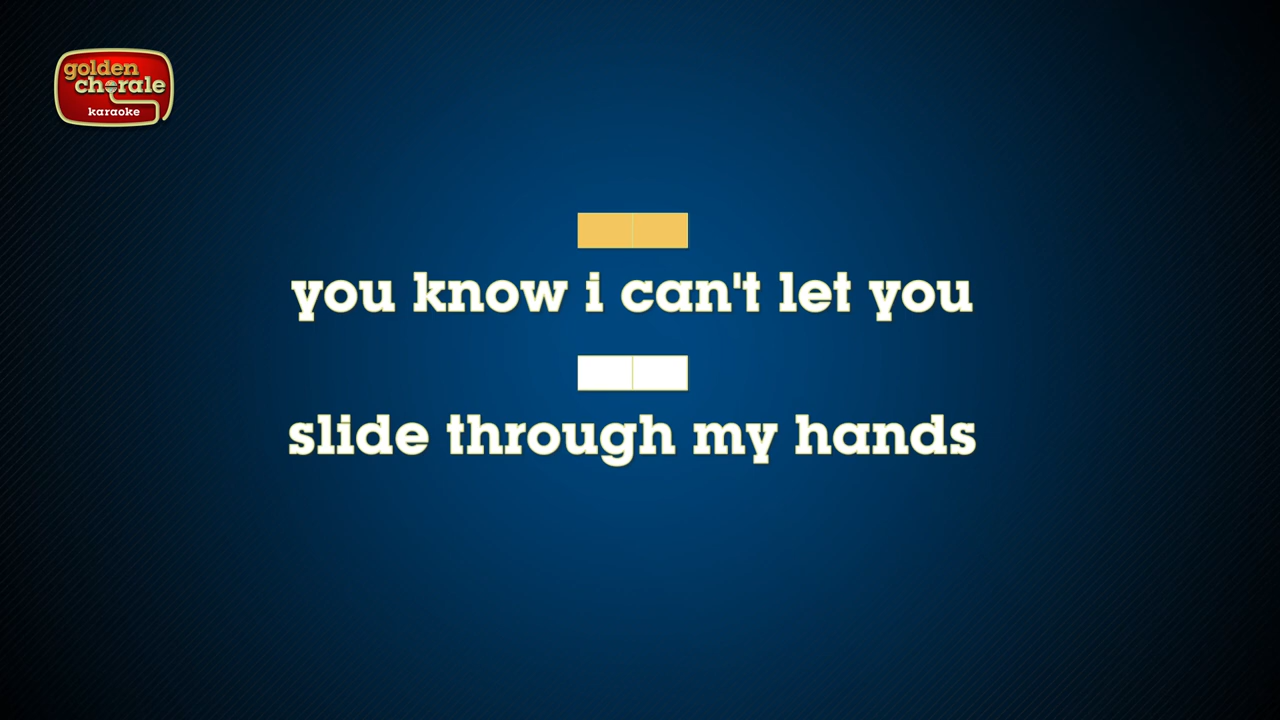 golden
chorale
karaoke
you know i can't let you
slide through my hands